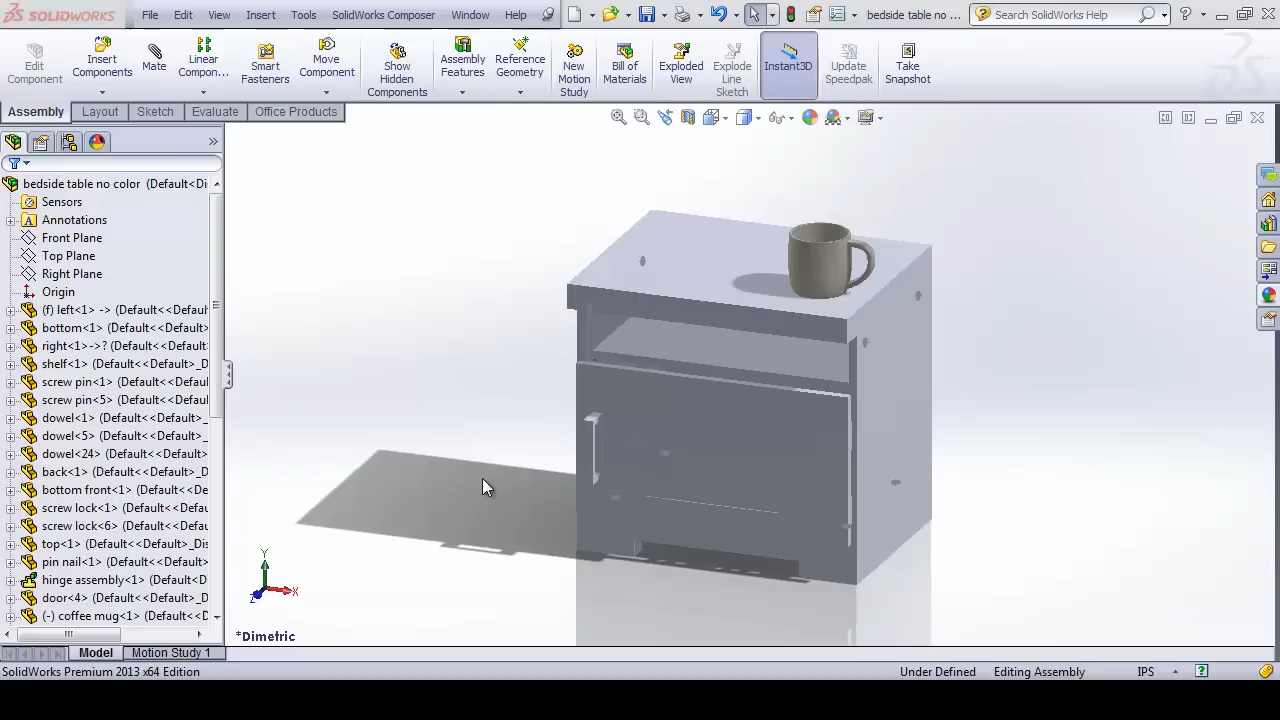 SOLIDWORKS
File Edit View Insert Tools SolidWorks Composer Window Help
bedside table no ...
Search SolidWorks Help
Edit Component
Insert Components
Mate
Linear Compon...
Smart Fasteners
Move Component
Show Hidden Components
Assembly Features
Reference Geometry
New Motion Study
Bill of Materials
Exploded View
Explode Line Sketch
Instant3D
Update Speedpak
Take Snapshot
Assembly Layout Sketch Evaluate Office Products
bedside table no color (Default<Di
Sensors
Annotations
Front Plane
Top Plane
Right Plane
Origin
(f) left<1> -> (Default<<Defau
bottom<1> (Default<<Default
right<1>->? (Default<<Default
shelf<1> (Default<<Default>_D
screw pin<1> (Default<<Defau
screw pin<5> (Default<<Defau
dowel<1> (Default<<Default>_
dowel<5> (Default<<Default>_
dowel<24> (Default<<Default>
back<1> (Default<<Default>_D
bottom front<1> (Default<<De
screw lock<1> (Default<<Defa
screw lock<6> (Default<<Defa
top<1> (Default<<Default>_Dis
pin nail<1> (Default<<Default
hinge assembly<1> (Default<D
door<4> (Default<<Default>_D
(-) coffee mug<1> (Default<<D
Y
X
Z
*Dimetric
Model Motion Study 1
SolidWorks Premium 2013 x64 Edition
Under Defined Editing Assembly IPS